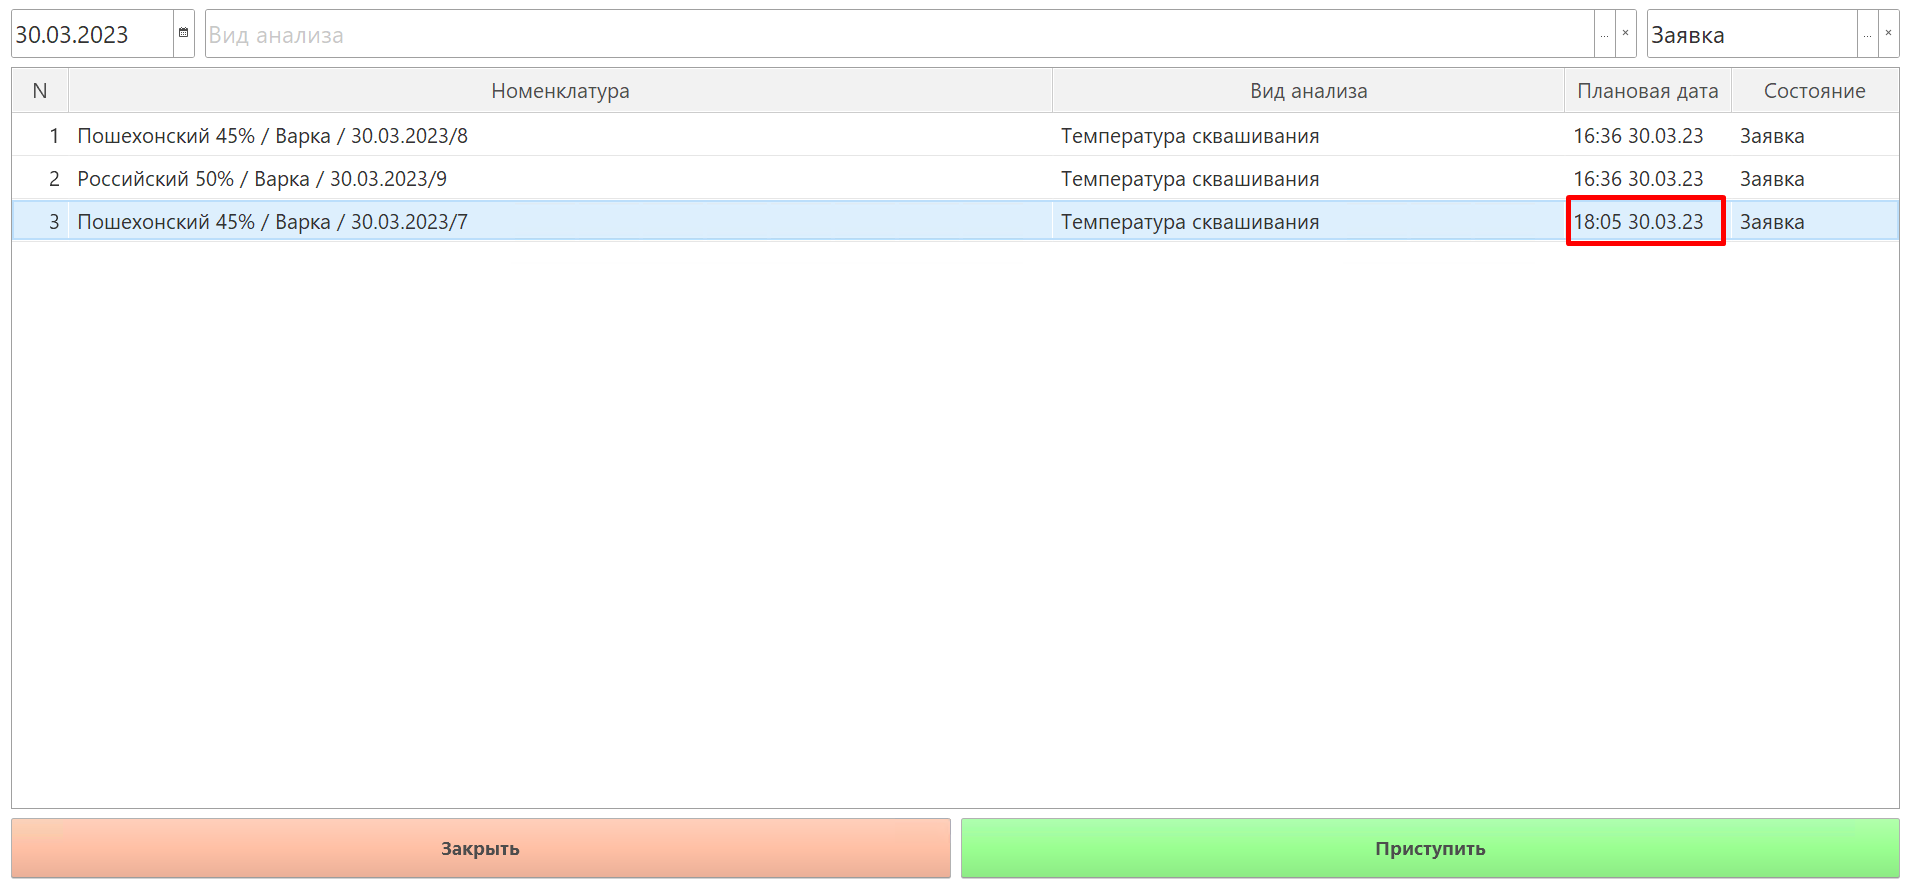 30.03.2023 Вид анализа ... × Заявка ... ×
N Номенклатура Вид анализа Плановая дата Состояние
1 Пошехонский 45% / Варка / 30.03.2023/8 Температура сквашивания 16:36 30.03.23 Заявка
2 Российский 50% / Варка / 30.03.2023/9 Температура сквашивания 16:36 30.03.23 Заявка
3 Пошехонский 45% / Варка / 30.03.2023/7 Температура сквашивания 18:05 30.03.23 Заявка
Закрыть Приступить